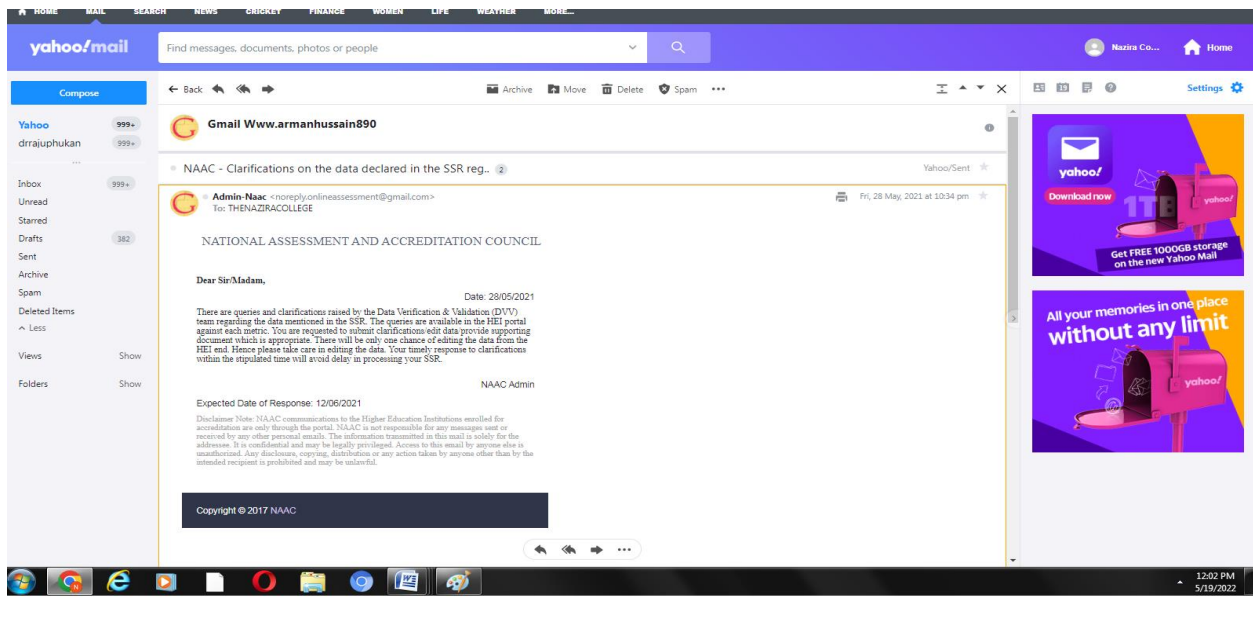 HOME MAIL SEARCH NEWS CRICKET FINANCE WOMEN LIFE WEATHER MORE...
yahoo!mail
Find messages, documents, photos or people
Nazira Co...
Home
Compose
Back
Archive
Move
Delete
Spam
Settings
Yahoo 999+
drrajuphukan 999+
Inbox 999+
Unread
Starred
Drafts 382
Sent
Archive
Spam
Deleted Items
Less
Views Show
Folders Show
Gmail Www.armanhussain890
NAAC - Clarifications on the data declared in the SSR reg.. 2
Yahoo/Sent
Admin-Naac <noreply.onlineassessment@gmail.com>
Fri, 28 May, 2021 at 10:34 pm
To: THENAZIRACOLLEGE
NATIONAL ASSESSMENT AND ACCREDITATION COUNCIL
Dear Sir/Madam,
Date: 28/05/2021
There are queries and clarifications raised by the Data Verification & Validation (DVV)
team regarding the data mentioned in the SSR. The queries are available in the HEI portal
against each metric. You are requested to submit clarifications/edit data/provide supporting
document which is appropriate. There will be only one chance of editing the data from the
HEI end. Hence please take care in editing the data. Your timely response to clarifications
within the stipulated time will avoid delay in processing your SSR.
NAAC Admin
Expected Date of Response: 12/06/2021
Disclaimer Note: NAAC communications to the Higher Education Institutions enrolled for
accreditation are only through the portal. NAAC is not responsible for any messages sent or
received by any other personal emails. The information transmitted in this mail is solely for the
addresses. It is confidential and may be legally privileged. Access to this email by anyone else is
unauthorized. Any disclosure, copying, distribution or any action taken by anyone other than by the
intended recipient is prohibited and may be unlawful.
Copyright © 2017 NAAC
yahoo!
Download now
1TB
yahoo!
Get FREE 1000GB storage
on the new Yahoo Mail
All your memories in one place
without any limit
yahoo!
12:02 PM
5/19/2022